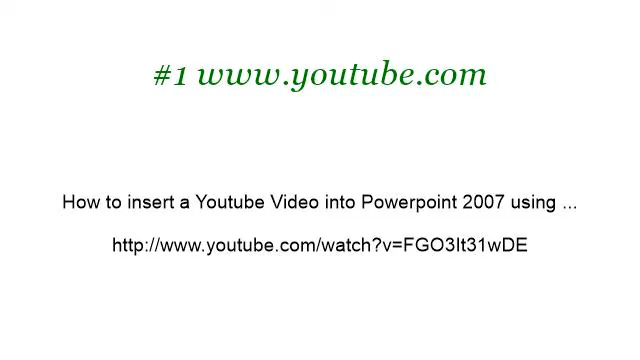 #1 www.youtube.com
How to insert a Youtube Video into Powerpoint 2007 using ...
http://www.youtube.com/watch?v=FGO3It31wDE